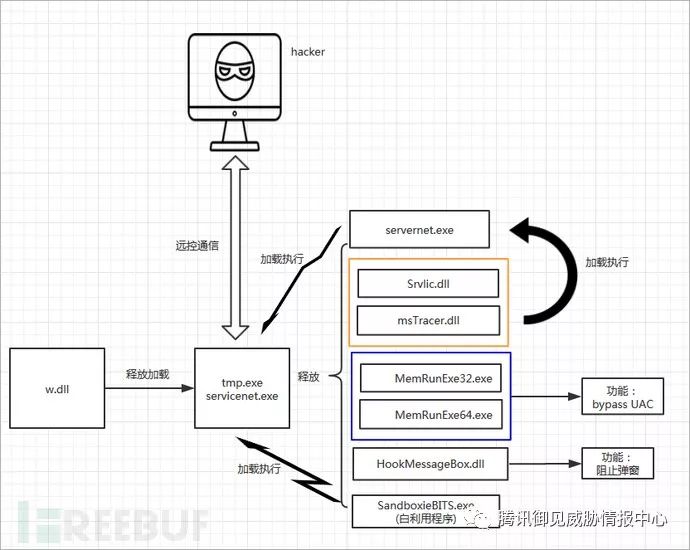 hacker
远控通信
servernet.exe
加载执行
加载执行
Srvlic.dll
msTracer.dll
w.dll
释放加载
tmp.exe
servicenet.exe
释放
MemRunExe32.exe
MemRunExe64.exe
功能：
bypass UAC
加载执行
HookMessageBox.dll
功能：
阻止弹窗
SandboxieBITS.exe
(白利用程序)
腾讯御见威胁情报中心
FREEBUF